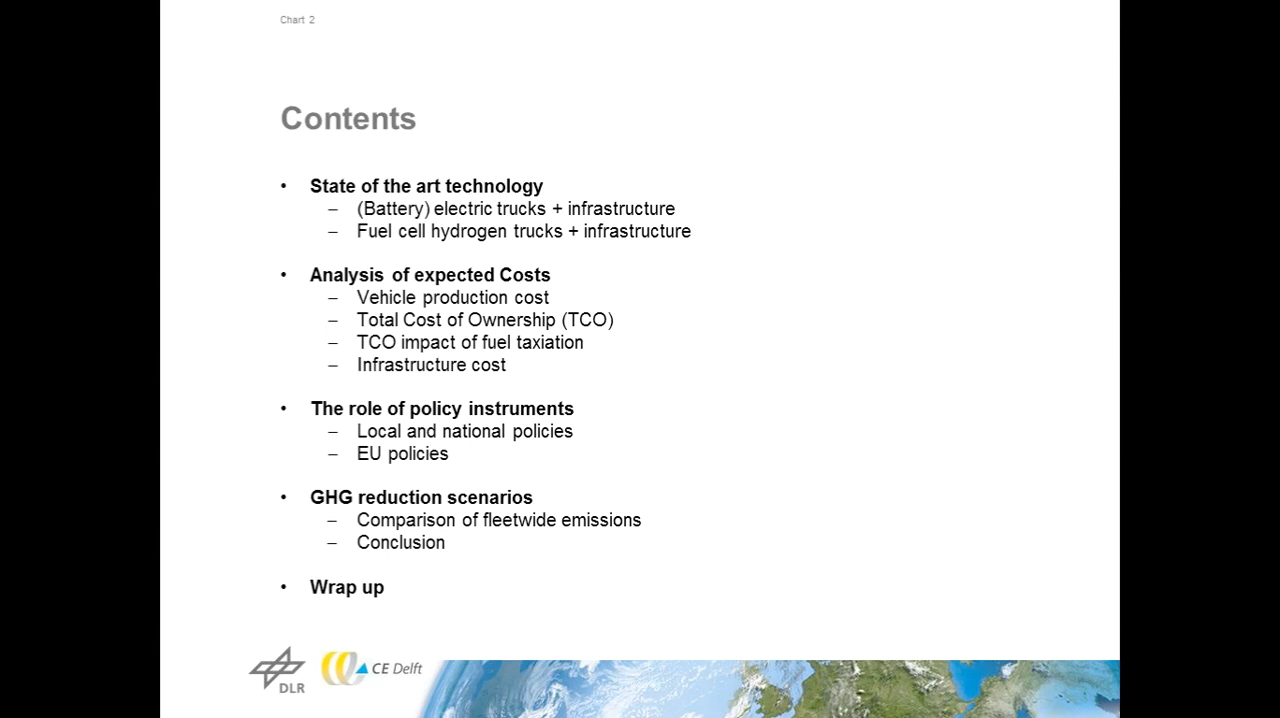 Chart 2
Contents
• State of the art technology
– (Battery) electric trucks + infrastructure
– Fuel cell hydrogen trucks + infrastructure
• Analysis of expected Costs
– Vehicle production cost
– Total Cost of Ownership (TCO)
– TCO impact of fuel taxiation
– Infrastructure cost
• The role of policy instruments
– Local and national policies
– EU policies
• GHG reduction scenarios
– Comparison of fleetwide emissions
– Conclusion
• Wrap up
DLR
CE Delft